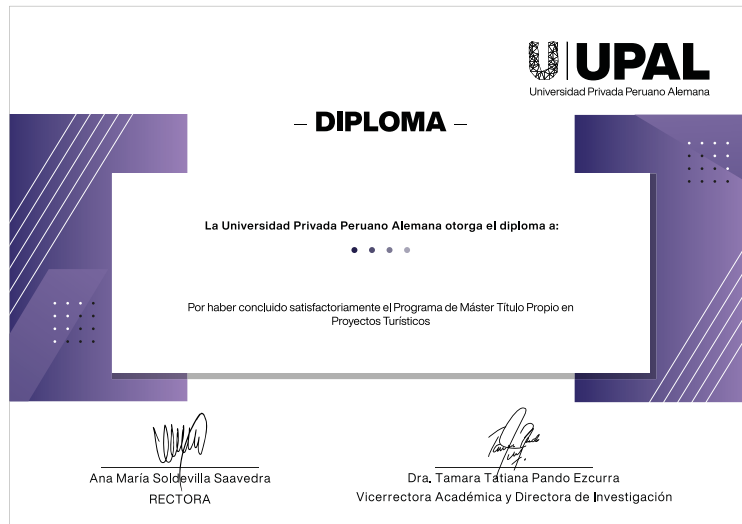 UPAL
Universidad Privada Peruano Alemana
– DIPLOMA –
La Universidad Privada Peruano Alemana otorga el diploma a:
Por haber concluido satisfactoriamente el Programa de Máster Título Propio en
Proyectos Turísticos
Ana María Soldevilla Saavedra
RECTORA
Dra. Tamara Tatiana Pando Ezcurra
Vicerrectora Académica y Directora de Investigación